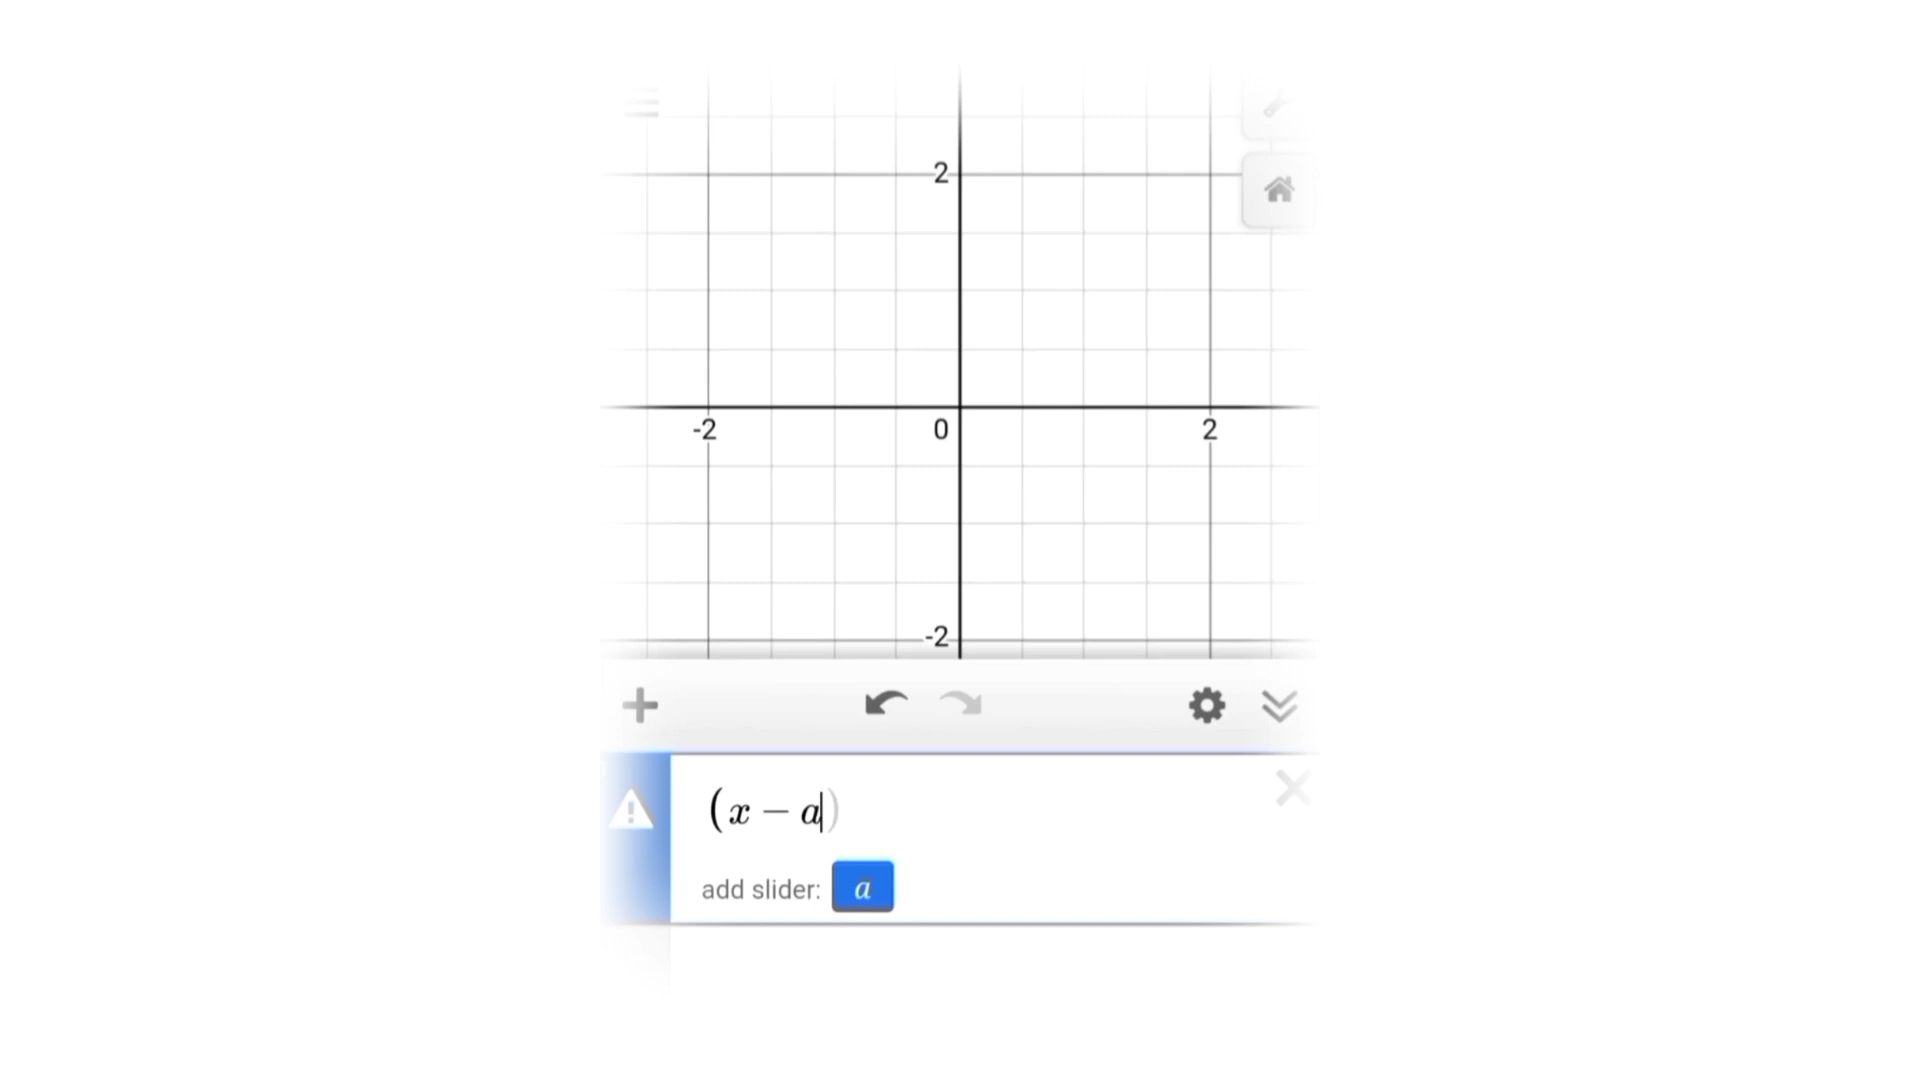 2
-2 0 2
-2
(x − a)
add slider: a